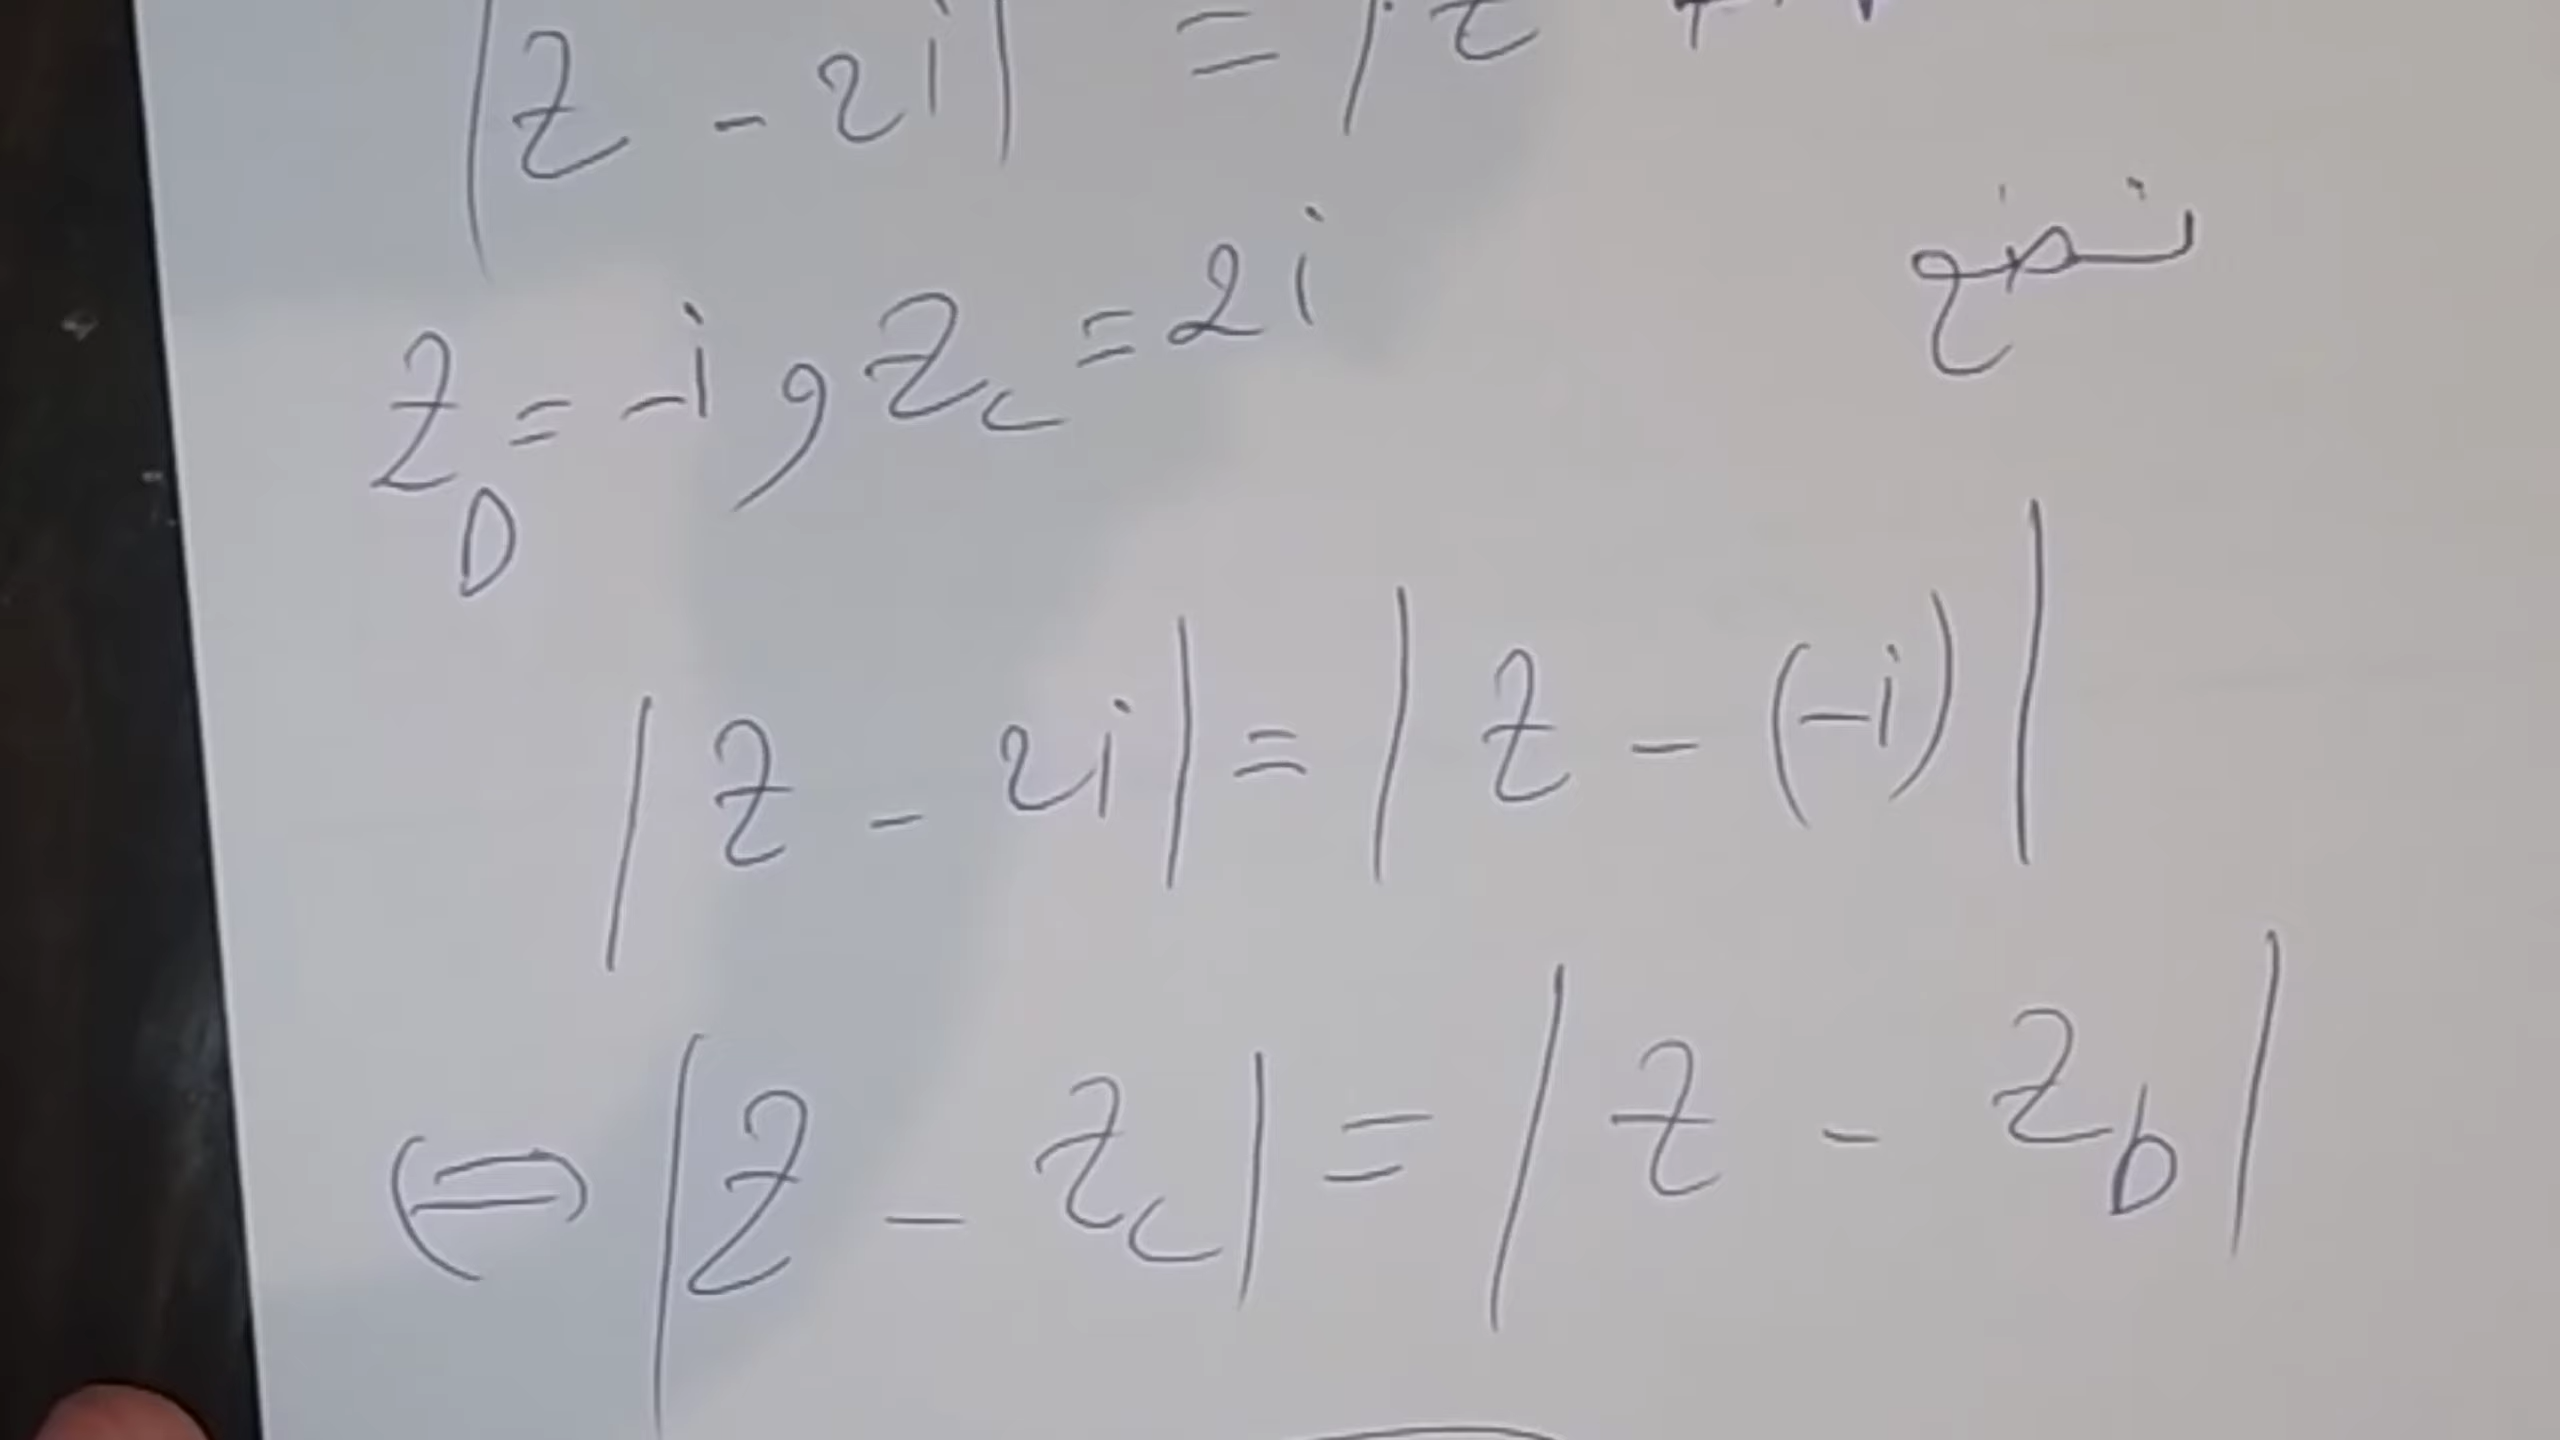 |z - 2i| = |z +
نضع
z_D = -i و z_C = 2i
|z - 2i| = |z - (-i)|
⇔ |z - z_C| = |z - z_D|